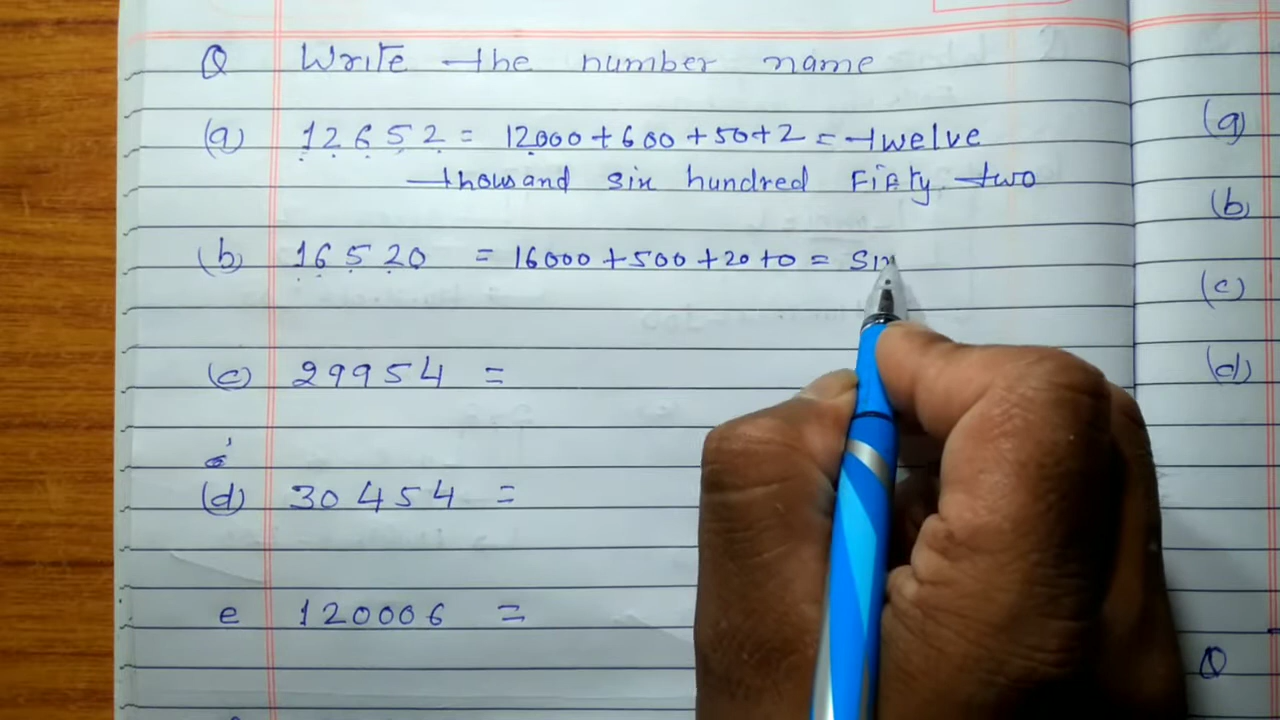 Q Write the number name
(a) 12652 = 12000+600+50+2 = twelve
thousand six hundred Fifty two
(b) 16520 = 16000+500+20+0 = Six
(c) 29954 =
(d) 30454 =
e 120006 =
(a)
(b)
(c)
(d)
Q